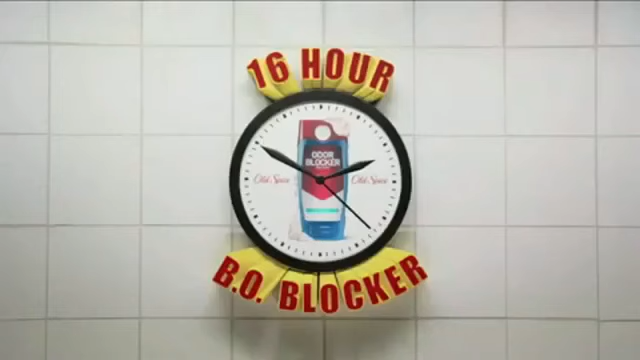 16 HOUR
ODOR
BLOCKER
Old Spice Old Spice
B.O. BLOCKER